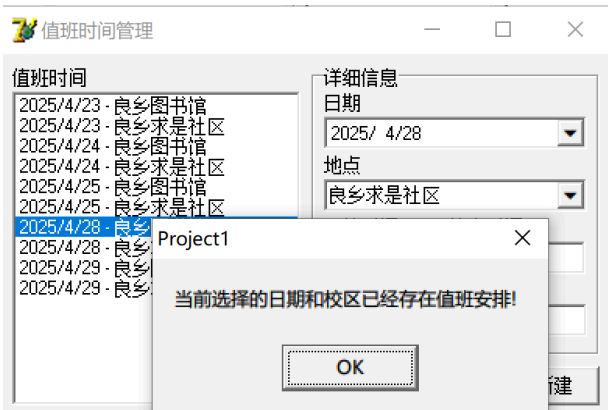 值班时间管理
值班时间
2025/4/23 - 良乡图书馆
2025/4/23 - 良乡求是社区
2025/4/24 - 良乡图书馆
2025/4/24 - 良乡求是社区
2025/4/25 - 良乡图书馆
2025/4/25 - 良乡求是社区
2025/4/28 - 良乡
2025/4/28 - 良乡
2025/4/29 - 良乡
2025/4/29 - 良乡
详细信息
日期
2025/ 4/28
地点
良乡求是社区
Project1
当前选择的日期和校区已经存在值班安排!
OK
建